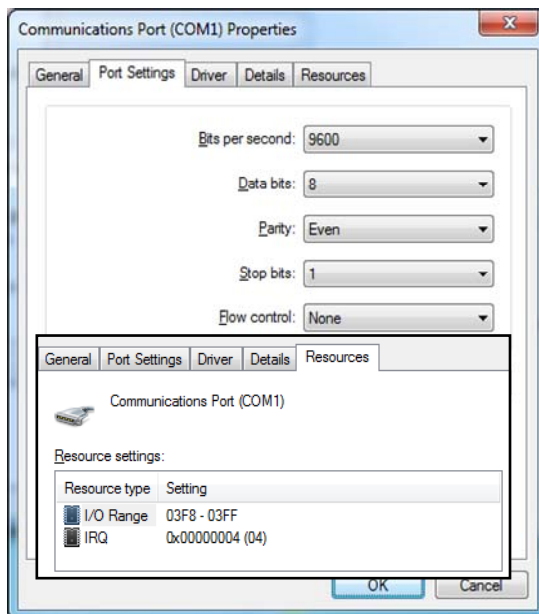 Communications Port (COM1) Properties
General Port Settings Driver Details Resources
Bits per second: 9600
Data bits: 8
Parity: Even
Stop bits: 1
Flow control: None
General Port Settings Driver Details Resources
Communications Port (COM1)
Resource settings:
Resource type Setting
I/O Range 03F8 - 03FF
IRQ 0x00000004 (04)
OK Cancel